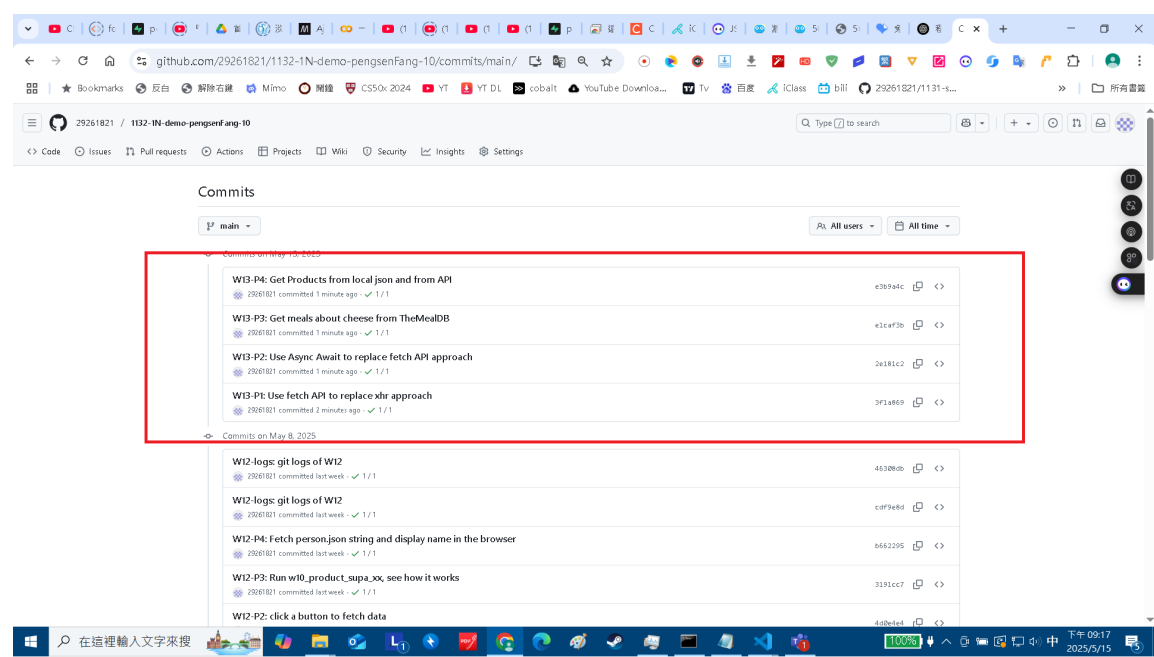 github.com/29261821/1132-1N-demo-pengsenFang-10/commits/main/
Bookmarks 反白 解除右鍵 Mimo 鬧鐘 CS50x 2024 YT YT DL cobalt YouTube Downloa... Tv 百度 iClass bili 29261821/1131-s... » 所有書籤
29261821 / 1132-1N-demo-pengsenFang-10
Type / to search
Code Issues Pull requests Actions Projects Wiki Security Insights Settings
Commits
main
All users All time
Commits on May 15, 2025
W13-P4: Get Products from local json and from API
29261821 committed 1 minute ago · 1 / 1
e3b9a4c
W13-P3: Get meals about cheese from TheMealDB
29261821 committed 1 minute ago · 1 / 1
e1caf3b
W13-P2: Use Async Await to replace fetch API approach
29261821 committed 1 minute ago · 1 / 1
2e181c2
W13-P1: Use fetch API to replace xhr approach
29261821 committed 2 minutes ago · 1 / 1
3f1a869
Commits on May 8, 2025
W12-logs: git logs of W12
29261821 committed last week · 1 / 1
46308db
W12-logs: git logs of W12
29261821 committed last week · 1 / 1
cdf9e8d
W12-P4: Fetch person.json string and display name in the browser
29261821 committed last week · 1 / 1
b662295
W12-P3: Run w10_product_supa_xx, see how it works
29261821 committed last week · 1 / 1
3191cc7
W12-P2: click a button to fetch data
4d0e4e4
在這裡輸入文字來搜
100%
中
下午 09:17
2025/5/15